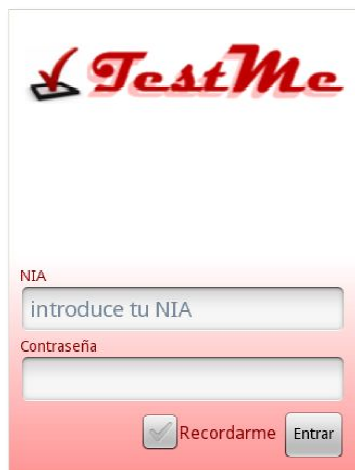 TestMe
NIA
introduce tu NIA
Contraseña
Recordarme
Entrar